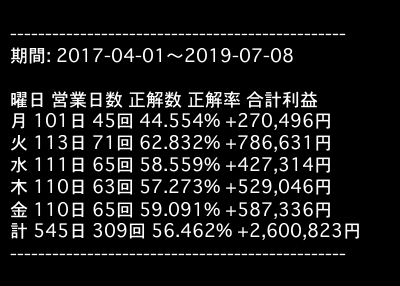 ------------------------------------------------
期間: 2017-04-01〜2019-07-08
曜日 営業日数 正解数 正解率 合計利益
月 101日 45回 44.554% +270,496円
火 113日 71回 62.832% +786,631円
水 111日 65回 58.559% +427,314円
木 110日 63回 57.273% +529,046円
金 110日 65回 59.091% +587,336円
計 545日 309回 56.462% +2,600,823円
------------------------------------------------